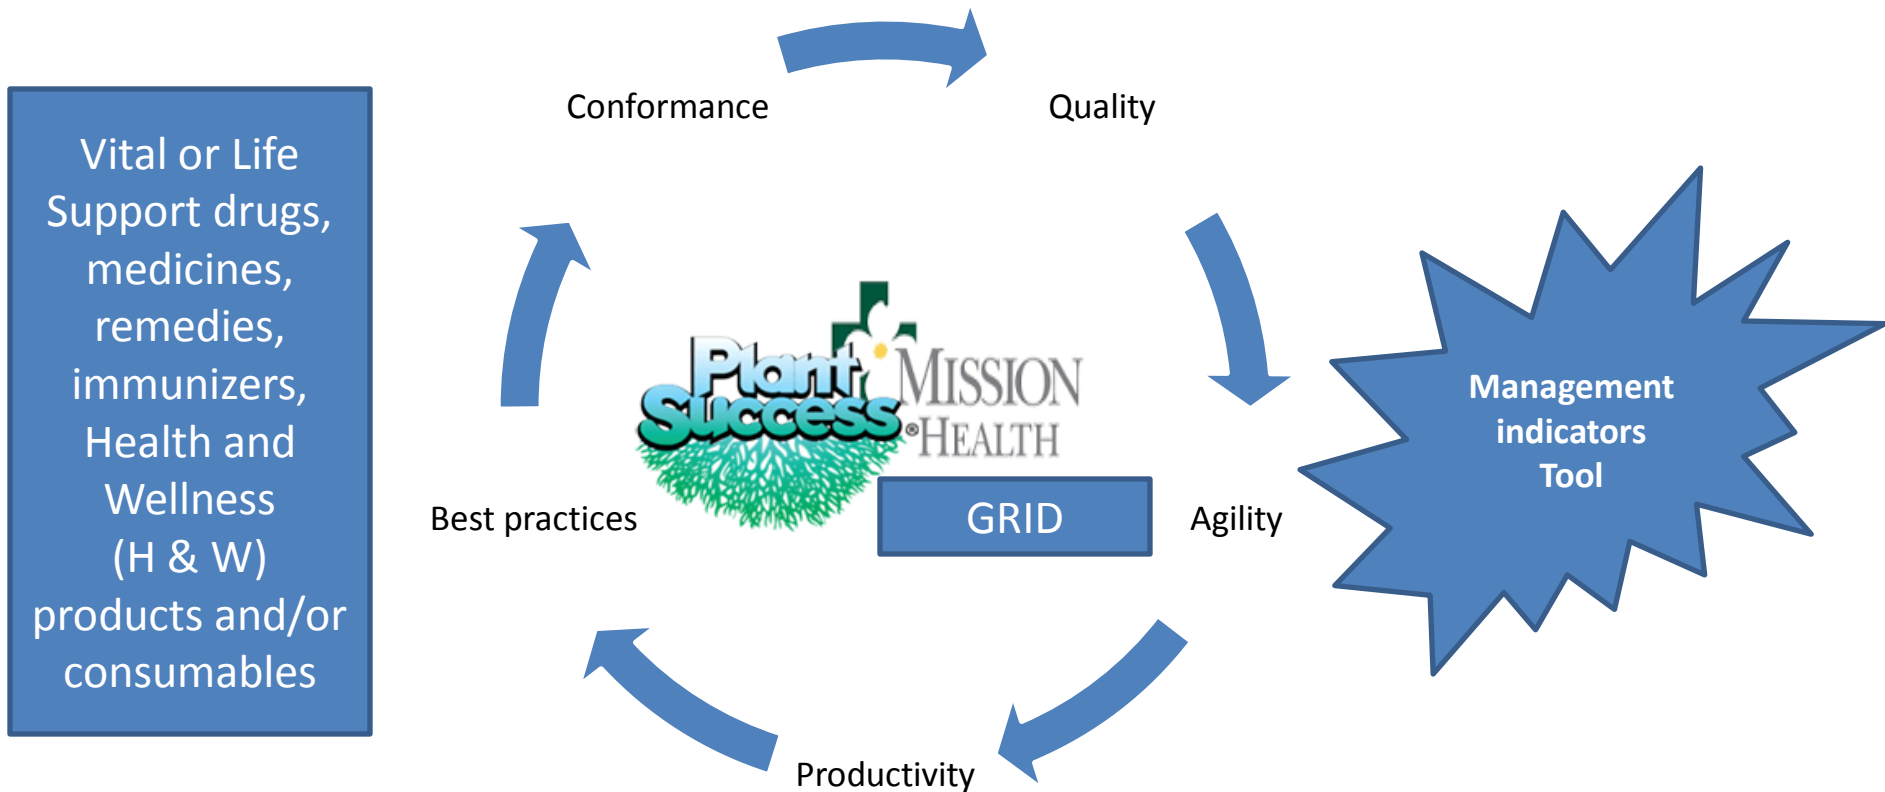 Vital or Life
Support drugs,
medicines,
remedies,
immunizers,
Health and
Wellness
(H & W)
products and/or
consumables
Conformance
Quality
Plant
Success
MISSION
®HEALTH
GRID
Best practices
Agility
Productivity
Management
indicators
Tool